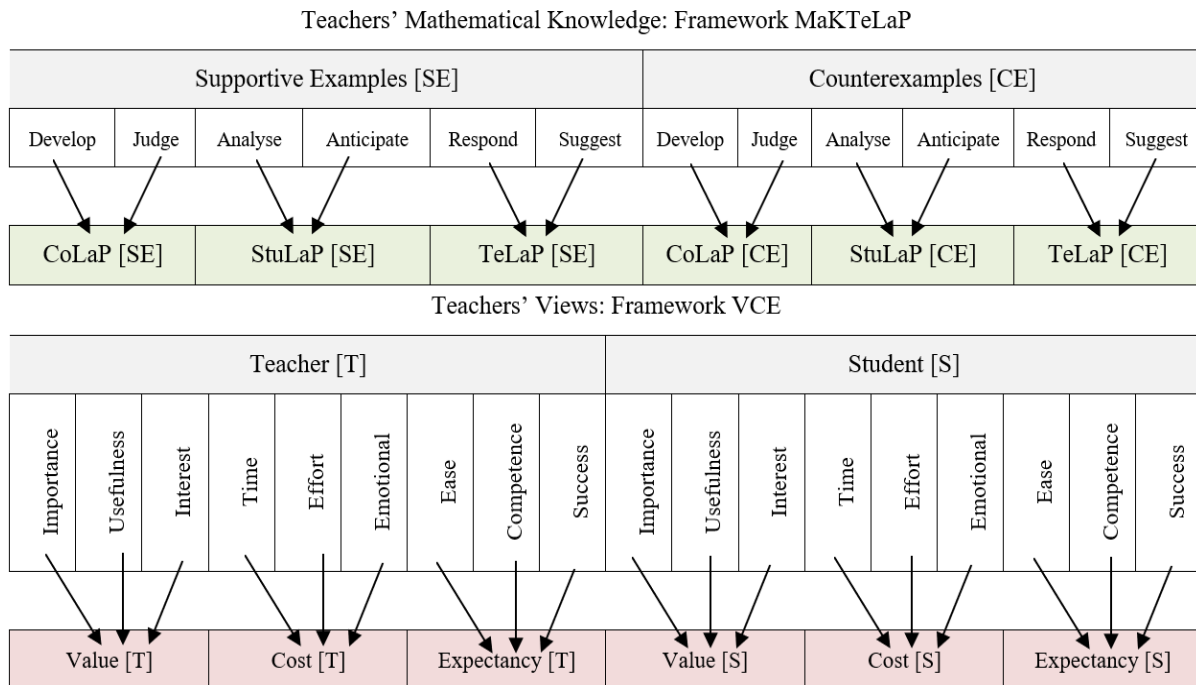 Teachers’ Mathematical Knowledge: Framework MaKTeLaP
Supportive Examples [SE] Counterexamples [CE]
Develop Judge Analyse Anticipate Respond Suggest Develop Judge Analyse Anticipate Respond Suggest
CoLaP [SE] StuLaP [SE] TeLaP [SE] CoLaP [CE] StuLaP [CE] TeLaP [CE]
Teachers’ Views: Framework VCE
Teacher [T] Student [S]
Importance Usefulness Interest Time Effort Emotional Ease Competence Success Importance Usefulness Interest Time Effort Emotional Ease Competence Success
Value [T] Cost [T] Expectancy [T] Value [S] Cost [S] Expectancy [S]